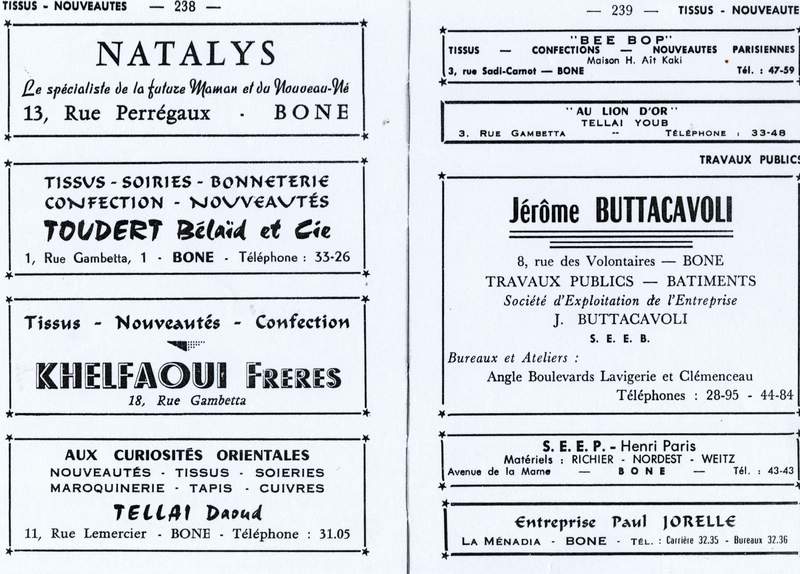 TISSUS - NOUVEAUTES — 238 —
NATALYS
Le spécialiste de la future Maman et du Nouveau-Né
13, Rue Perrégaux - BONE
TISSUS - SOIRIES - BONNETERIE
CONFECTION - NOUVEAUTÉS
TOUDERT Bélaïd et Cie
1, Rue Gambetta, 1 - BONE - Téléphone : 33-26
Tissus - Nouveautés - Confection
KHELFAOUI FRERES
18, Rue Gambetta
AUX CURIOSITÉS ORIENTALES
NOUVEAUTÉS - TISSUS - SOIERIES
MAROQUINERIE - TAPIS - CUIVRES
TELLAI Daoud
11, Rue Lemercier - BONE - Téléphone : 31.05
— 239 — TISSUS - NOUVEAUTE
"BEE BOP"
TISSUS — CONFECTIONS — NOUVEAUTES PARISIENNES
Maison H. Aït Kaki
3, rue Sadi-Carnot — BONE Tél. : 47-59
"AU LION D'OR"
TELLAI YOUB
3. RUE GAMBETTA -- TÉLÉPHONE : 33-48
TRAVAUX PUBLICS
Jérôme BUTTACAVOLI
8, rue des Volontaires — BONE
TRAVAUX PUBLICS — BATIMENTS
Société d'Exploitation de l'Entreprise
J. BUTTACAVOLI
S. E. E. B.
Bureaux et Ateliers :
Angle Boulevards Lavigerie et Clémenceau
Téléphones : 28-95 - 44-84
S. E. E. P. - Henri Paris
Matériels : RICHIER - NORDEST - WEITZ
Avenue de la Marne — BONE — Tél. : 43-43
Entreprise Paul JORELLE
LA MÉNADIA - BONE - TÉL. : Carrière 32.35 - Bureaux 32.36